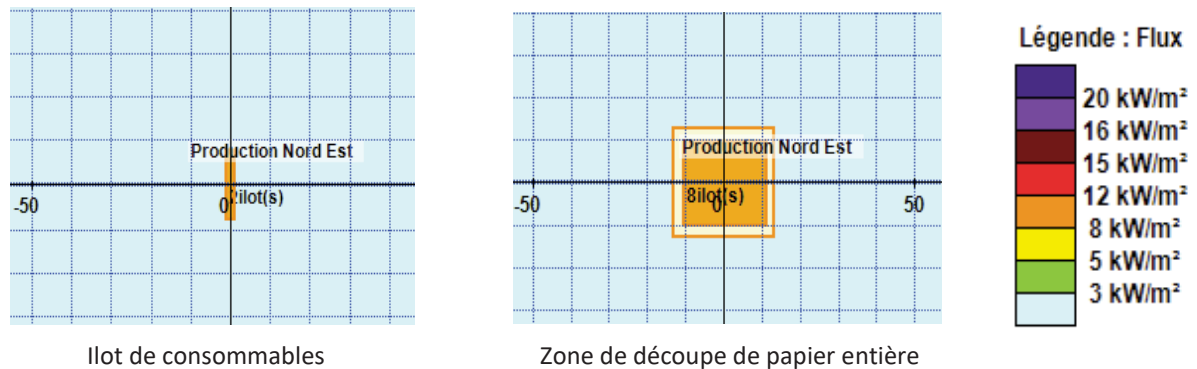 Production Nord Est
-50
0
ilot(s)
Ilot de consommables
Production Nord Est
8ilot(s)
-50
0
50
Zone de découpe de papier entière
Légende : Flux
20 kW/m²
16 kW/m²
15 kW/m²
12 kW/m²
8 kW/m²
5 kW/m²
3 kW/m²